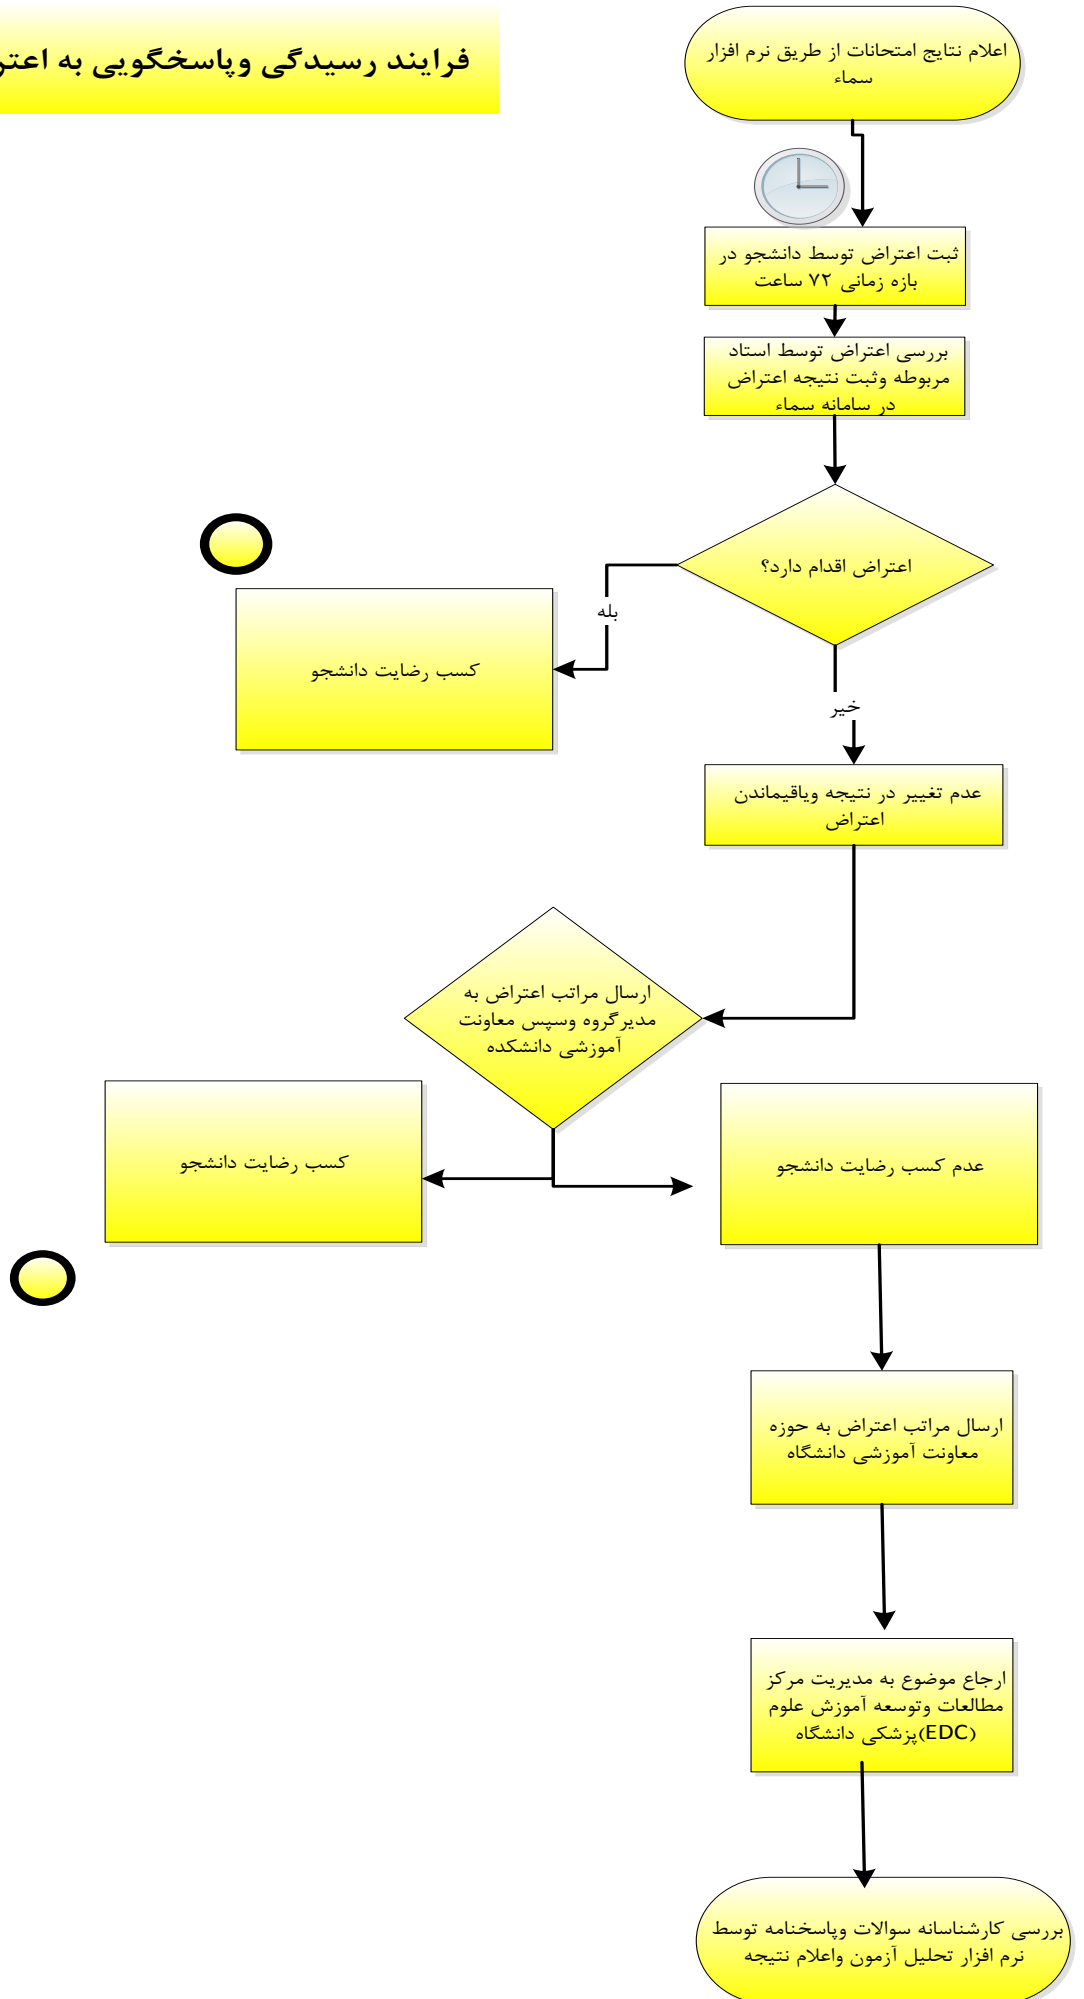 فرایند رسیدگی وپاسخگویی به
اعلام نتایج امتحانات از طریق نرم افزار
سماء
ثبت اعتراض توسط دانشجو در
بازه زمانی ۷۲ ساعت
بررسی اعتراض توسط استاد
مربوطه وثبت نتیجه اعتراض
در سامانه سماء
اعتراض اقدام دارد؟
بله
کسب رضایت دانشجو
خیر
عدم تغییر در نتیجه ویاقیماندن
اعتراض
ارسال مراتب اعتراض به
مدیرگروه وسپس معاونت
آموزشی دانشکده
کسب رضایت دانشجو
عدم کسب رضایت دانشجو
ارسال مراتب اعتراض به حوزه
معاونت آموزشی دانشگاه
ارجاع موضوع به مدیریت مرکز
مطالعات وتوسعه آموزش علوم
پزشکی دانشگاه(EDC)
بررسی کارشناسانه سوالات وپاسخنامه توسط
نرم افزار تحلیل آزمون واعلام نتیجه